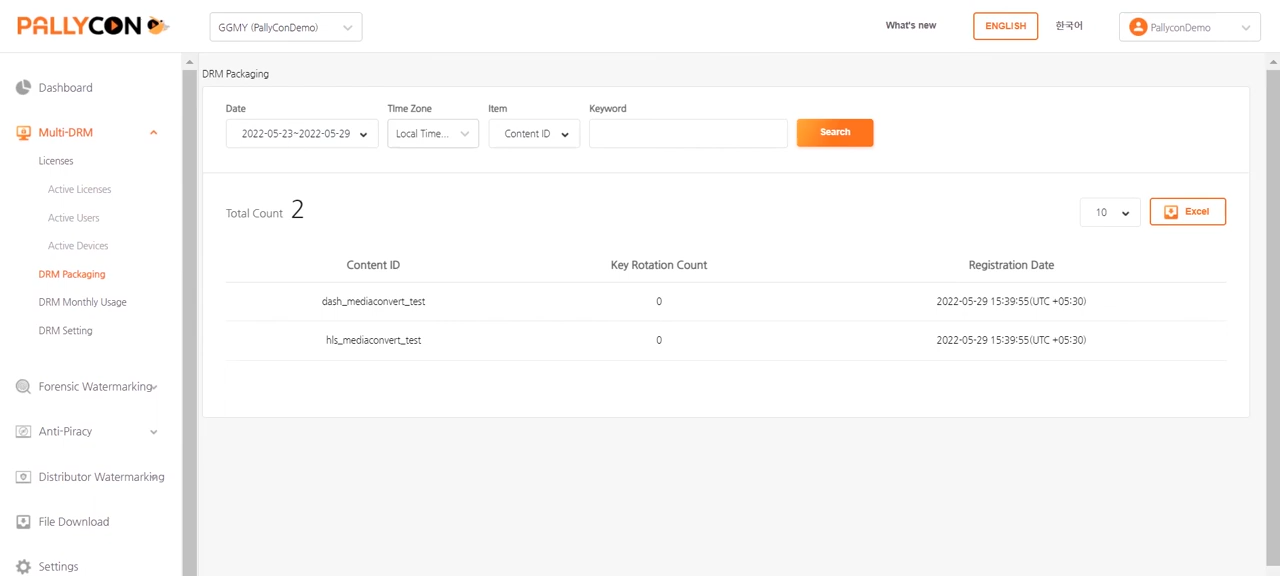 PALLYCON
GGMY (PallyConDemo)
What's new
ENGLISH
한국어
PallyconDemo
Dashboard
Multi-DRM
Licenses
Active Licenses
Active Users
Active Devices
DRM Packaging
DRM Monthly Usage
DRM Setting
Forensic Watermarking
Anti-Piracy
Distributor Watermarking
File Download
Settings
DRM Packaging
Date
Time Zone
Item
Keyword
2022-05-23~2022-05-29
Local Time...
Content ID
Search
Total Count 2
10
Excel
Content ID
Key Rotation Count
Registration Date
dash_mediaconvert_test
0
2022-05-29 15:39:55(UTC +05:30)
hls_mediaconvert_test
0
2022-05-29 15:39:55(UTC +05:30)